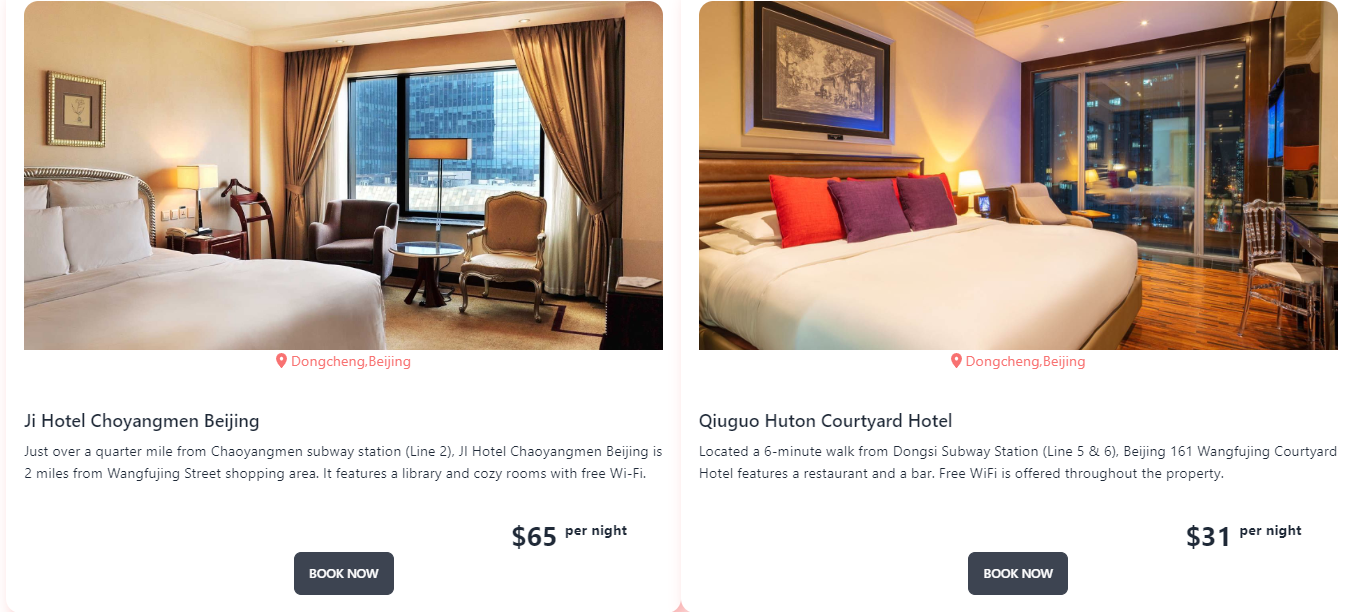 Dongcheng,Beijing
Ji Hotel Choyangmen Beijing
Just over a quarter mile from Chaoyangmen subway station (Line 2), JI Hotel Chaoyangmen Beijing is
2 miles from Wangfujing Street shopping area. It features a library and cozy rooms with free Wi-Fi.
$65 per night
BOOK NOW
Dongcheng,Beijing
Qiuguo Huton Courtyard Hotel
Located a 6-minute walk from Dongsi Subway Station (Line 5 & 6), Beijing 161 Wangfujing Courtyard
Hotel features a restaurant and a bar. Free WiFi is offered throughout the property.
$31 per night
BOOK NOW